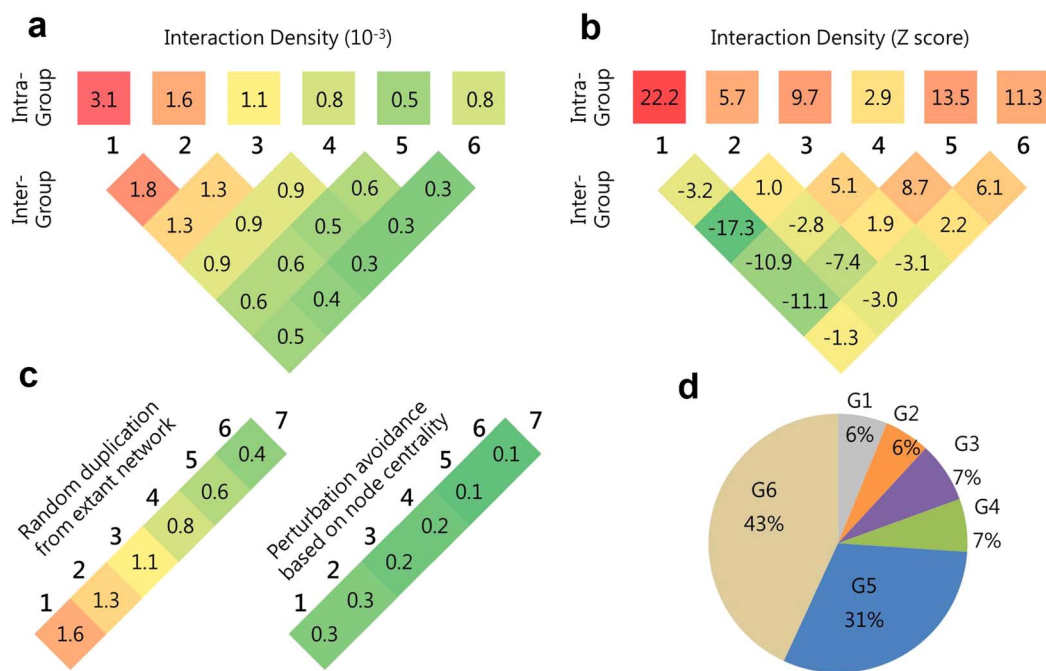 a
Interaction Density (10⁻³)
Intra-
Group
3.1 1.6 1.1 0.8 0.5 0.8
1 2 3 4 5 6
Inter-
Group
1.8 1.3 0.9 0.6 0.3
1.3 0.9 0.5 0.3
0.9 0.6 0.3
0.6 0.4
0.5
b
Interaction Density (Z score)
Intra-
Group
22.2 5.7 9.7 2.9 13.5 11.3
1 2 3 4 5 6
Inter-
Group
-3.2 1.0 5.1 8.7 6.1
-17.3 -2.8 1.9 2.2
-10.9 -7.4 -3.1
-11.1 -3.0
-1.3
c
Random duplication
from extant network
1 2 3 4 5 6 7
1.6 1.3 1.1 0.8 0.6 0.4
Perturbation avoidance
based on node centrality
1 2 3 4 5 6 7
0.3 0.3 0.2 0.2 0.1 0.1
d
G1
6%
G2
6%
G3
7%
G4
7%
G5
31%
G6
43%